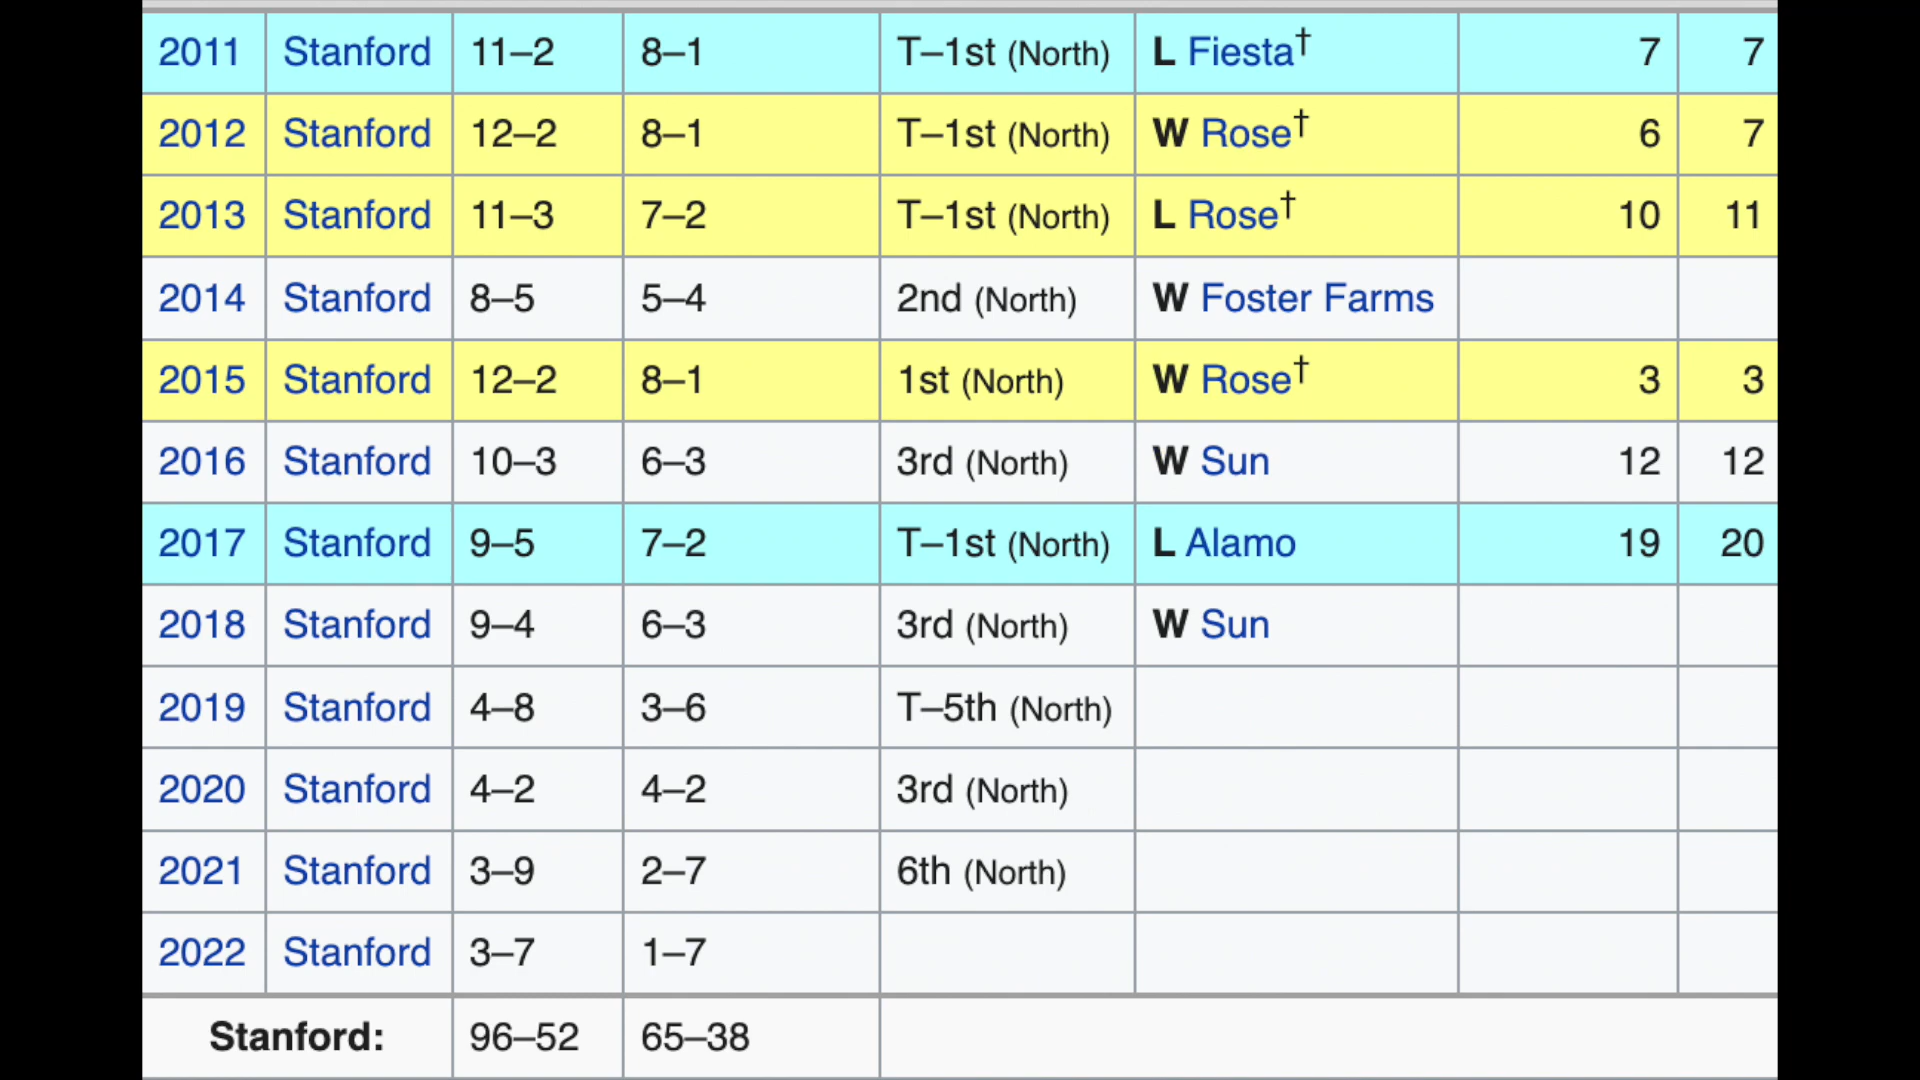 2011 Stanford 11–2 8–1 T–1st (North) L Fiesta† 7 7
2012 Stanford 12–2 8–1 T–1st (North) W Rose† 6 7
2013 Stanford 11–3 7–2 T–1st (North) L Rose† 10 11
2014 Stanford 8–5 5–4 2nd (North) W Foster Farms
2015 Stanford 12–2 8–1 1st (North) W Rose† 3 3
2016 Stanford 10–3 6–3 3rd (North) W Sun 12 12
2017 Stanford 9–5 7–2 T–1st (North) L Alamo 19 20
2018 Stanford 9–4 6–3 3rd (North) W Sun
2019 Stanford 4–8 3–6 T–5th (North)
2020 Stanford 4–2 4–2 3rd (North)
2021 Stanford 3–9 2–7 6th (North)
2022 Stanford 3–7 1–7
Stanford: 96–52 65–38